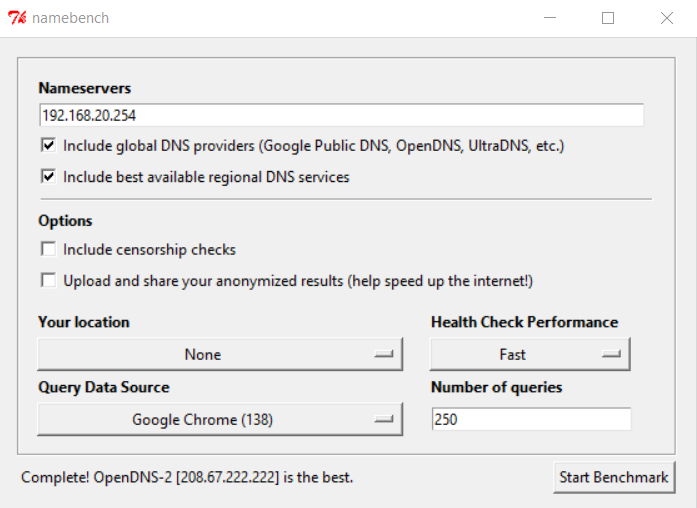 namebench
Nameservers
192.168.20.254
Include global DNS providers (Google Public DNS, OpenDNS, UltraDNS, etc.)
Include best available regional DNS services
Options
Include censorship checks
Upload and share your anonymized results (help speed up the internet!)
Your location
Health Check Performance
None
Fast
Query Data Source
Number of queries
Google Chrome (138)
250
Complete! OpenDNS-2 [208.67.222.222] is the best.
Start Benchmark